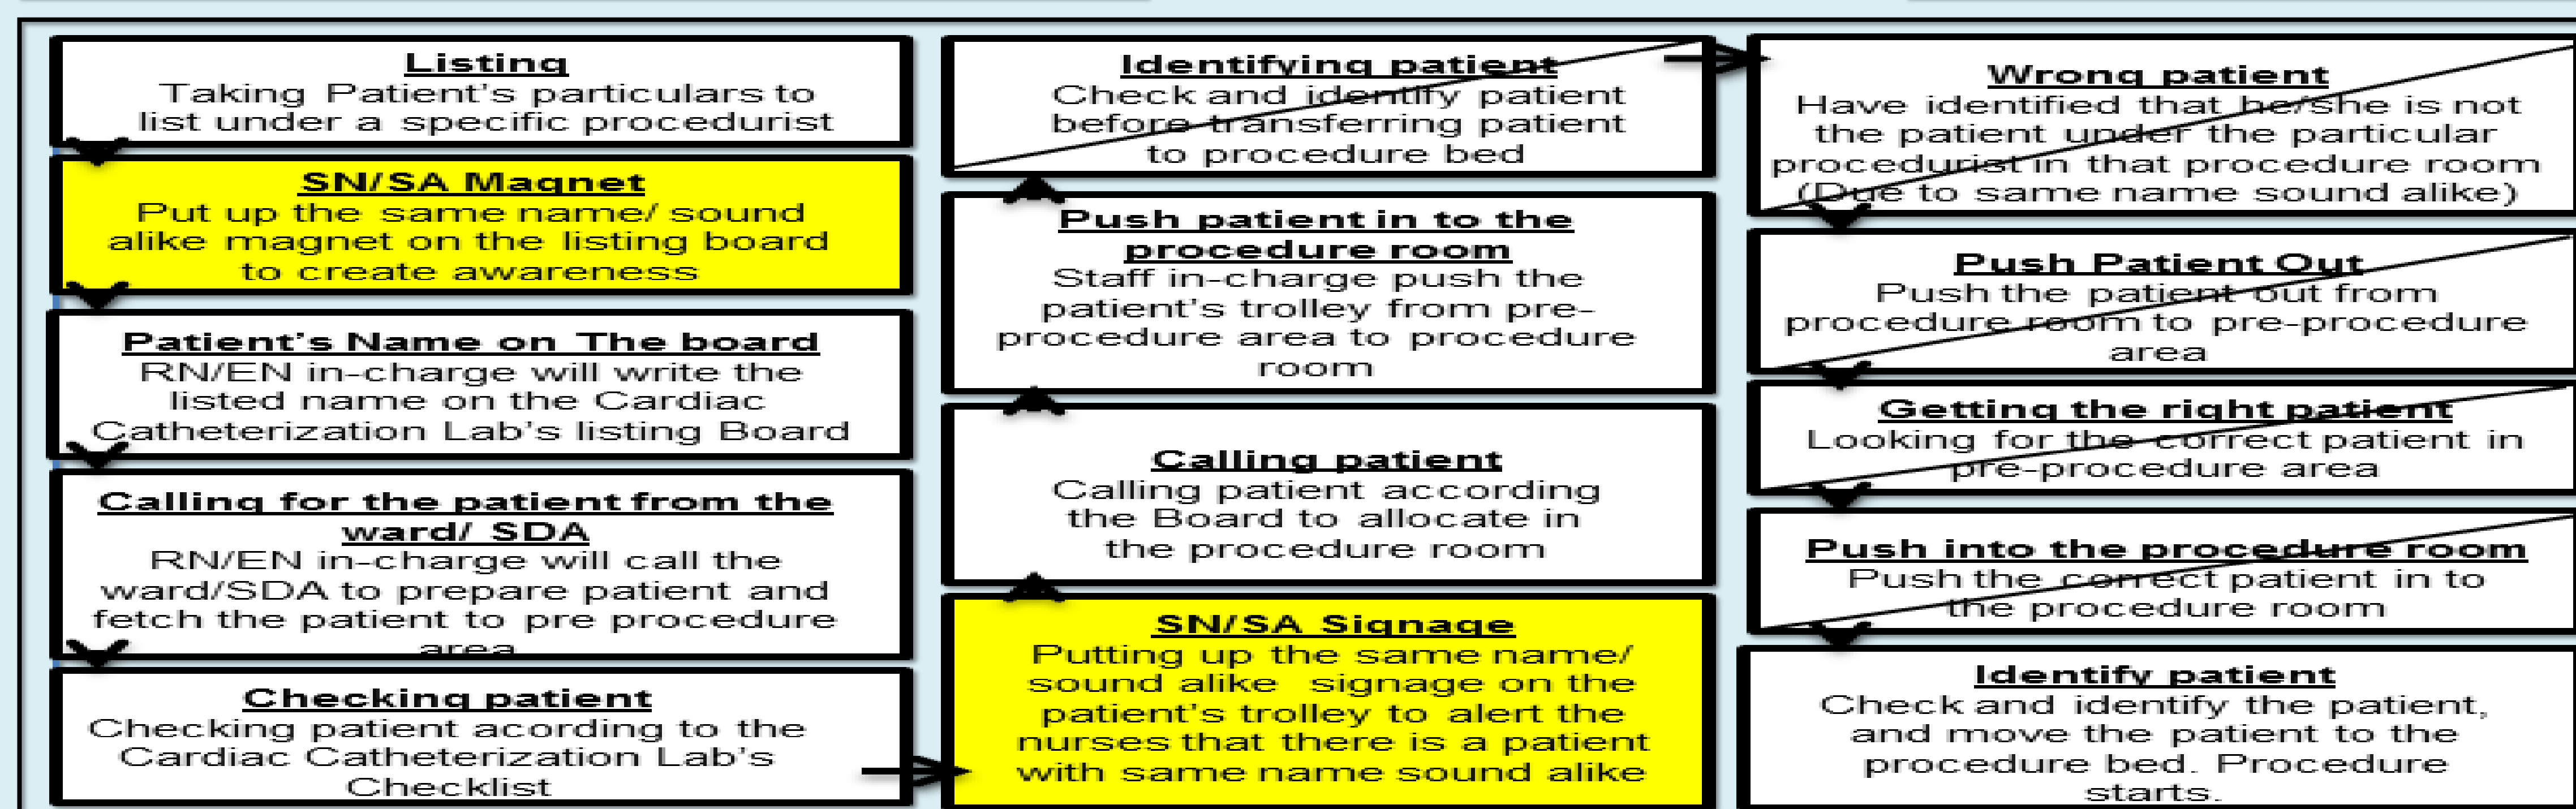 Listing
Taking Patient's particulars to
list under a specific procedurist
SN/SA Magnet
Put up the same name/ sound
alike magnet on the listing board
to create awareness
Patient's Name on The board
RN/EN in-charge will write the
listed name on the Cardiac
Catheterization Lab's listing Board
Calling for the patient from the
ward/ SDA
RN/EN in-charge will call the
ward/SDA to prepare patient and
fetch the patient to pre procedure
area
Checking patient
Checking patient acording to the
Cardiac Catheterization Lab's
Checklist
Identifying patient
Check and identify patient
before transferring patient
to procedure bed
Push patient in to the
procedure room
Staff in-charge push the
patient's trolley from pre-
procedure area to procedure
room
Calling patient
Calling patient according
the Board to allocate in
the procedure room
SN/SA Signage
Putting up the same name/
sound alike signage on the
patient's trolley to alert the
nurses that there is a patient
with same name sound alike
Wrong patient
Have identified that he/she is not
the patient under the particular
procedurist in that procedure room
(Due to same name sound alike)
Push Patient Out
Push the patient out from
procedure room to pre-procedure
area
Getting the right patient
Looking for the correct patient in
pre-procedure area
Push into the procedure room
Push the correct patient in to
the procedure room
Identify patient
Check and identify the patient,
and move the patient to the
procedure bed. Procedure
starts.